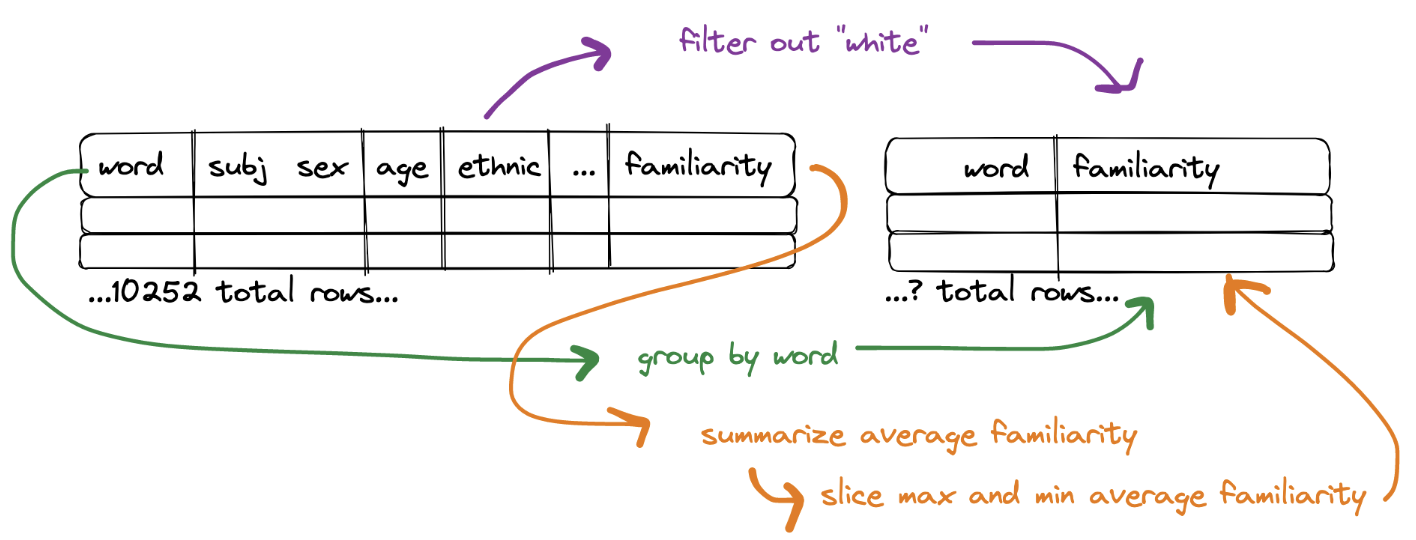 filter out "white"
word subj sex age ethnic ... familiarity
word familiarity
...10252 total rows...
...? total rows...
group by word
summarize average familiarity
slice max and min average familiarity